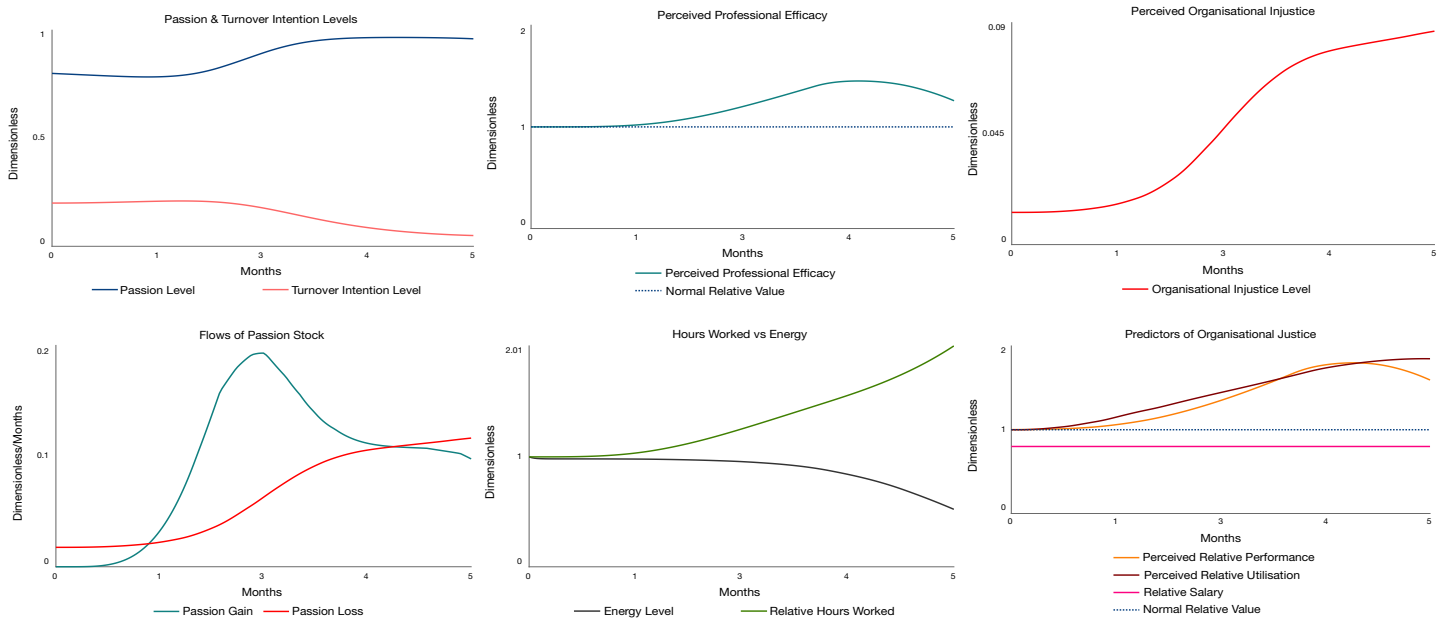 Passion & Turnover Intention Levels
1
0.5
0
Dimensionless
0
1
3
4
5
Months
Passion Level
Turnover Intention Level
Perceived Professional Efficacy
2
1
0
Dimensionless
0
1
3
4
5
Months
Perceived Professional Efficacy
Normal Relative Value
Perceived Organisational Injustice
0.09
0.045
0
Dimensionless
0
1
3
4
5
Months
Organisational Injustice Level
Flows of Passion Stock
0.2
0.1
0
Dimensionless/Months
0
1
3
4
5
Months
Passion Gain
Passion Loss
Hours Worked vs Energy
2.01
1
0
Dimensionless
0
1
3
4
5
Months
Energy Level
Relative Hours Worked
Predictors of Organisational Justice
2
1
0
Dimensionless
0
1
3
4
5
Months
Perceived Relative Performance
Perceived Relative Utilisation
Relative Salary
Normal Relative Value